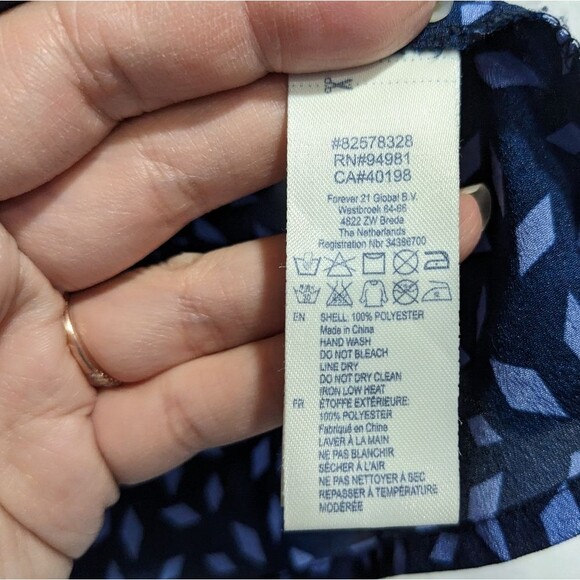 #82578328
RN#94981
CA#40198
Forever 21 Global B.V.
Westbroek 64-66
4822 ZW Breda
The Netherlands
Registration Nbr 34386700
EN SHELL: 100% POLYESTER
Made in China
HAND WASH
DO NOT BLEACH
LINE DRY
DO NOT DRY CLEAN
IRON LOW HEAT
FR ÉTOFFE EXTÉRIEURE:
100% POLYESTER
Fabriqué en Chine
LAVER À LA MAIN
NE PAS BLANCHIR
SÉCHER À L'AIR
NE PAS NETTOYER À SEC
REPASSER À TEMPÉRATURE
MODÉRÉE